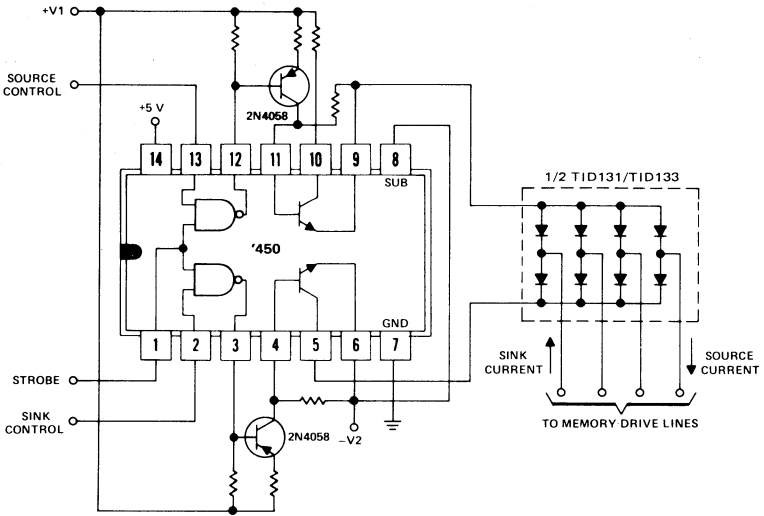 +V1
SOURCE
CONTROL
+5 V
2N4058
14 13 12 11 10 9 8
SUB
1/2 TID131/TID133
'450
GND
1 2 3 4 5 6 7
SINK
CURRENT
SOURCE
CURRENT
STROBE
SINK
CONTROL
2N4058
–V2
TO MEMORY DRIVE LINES